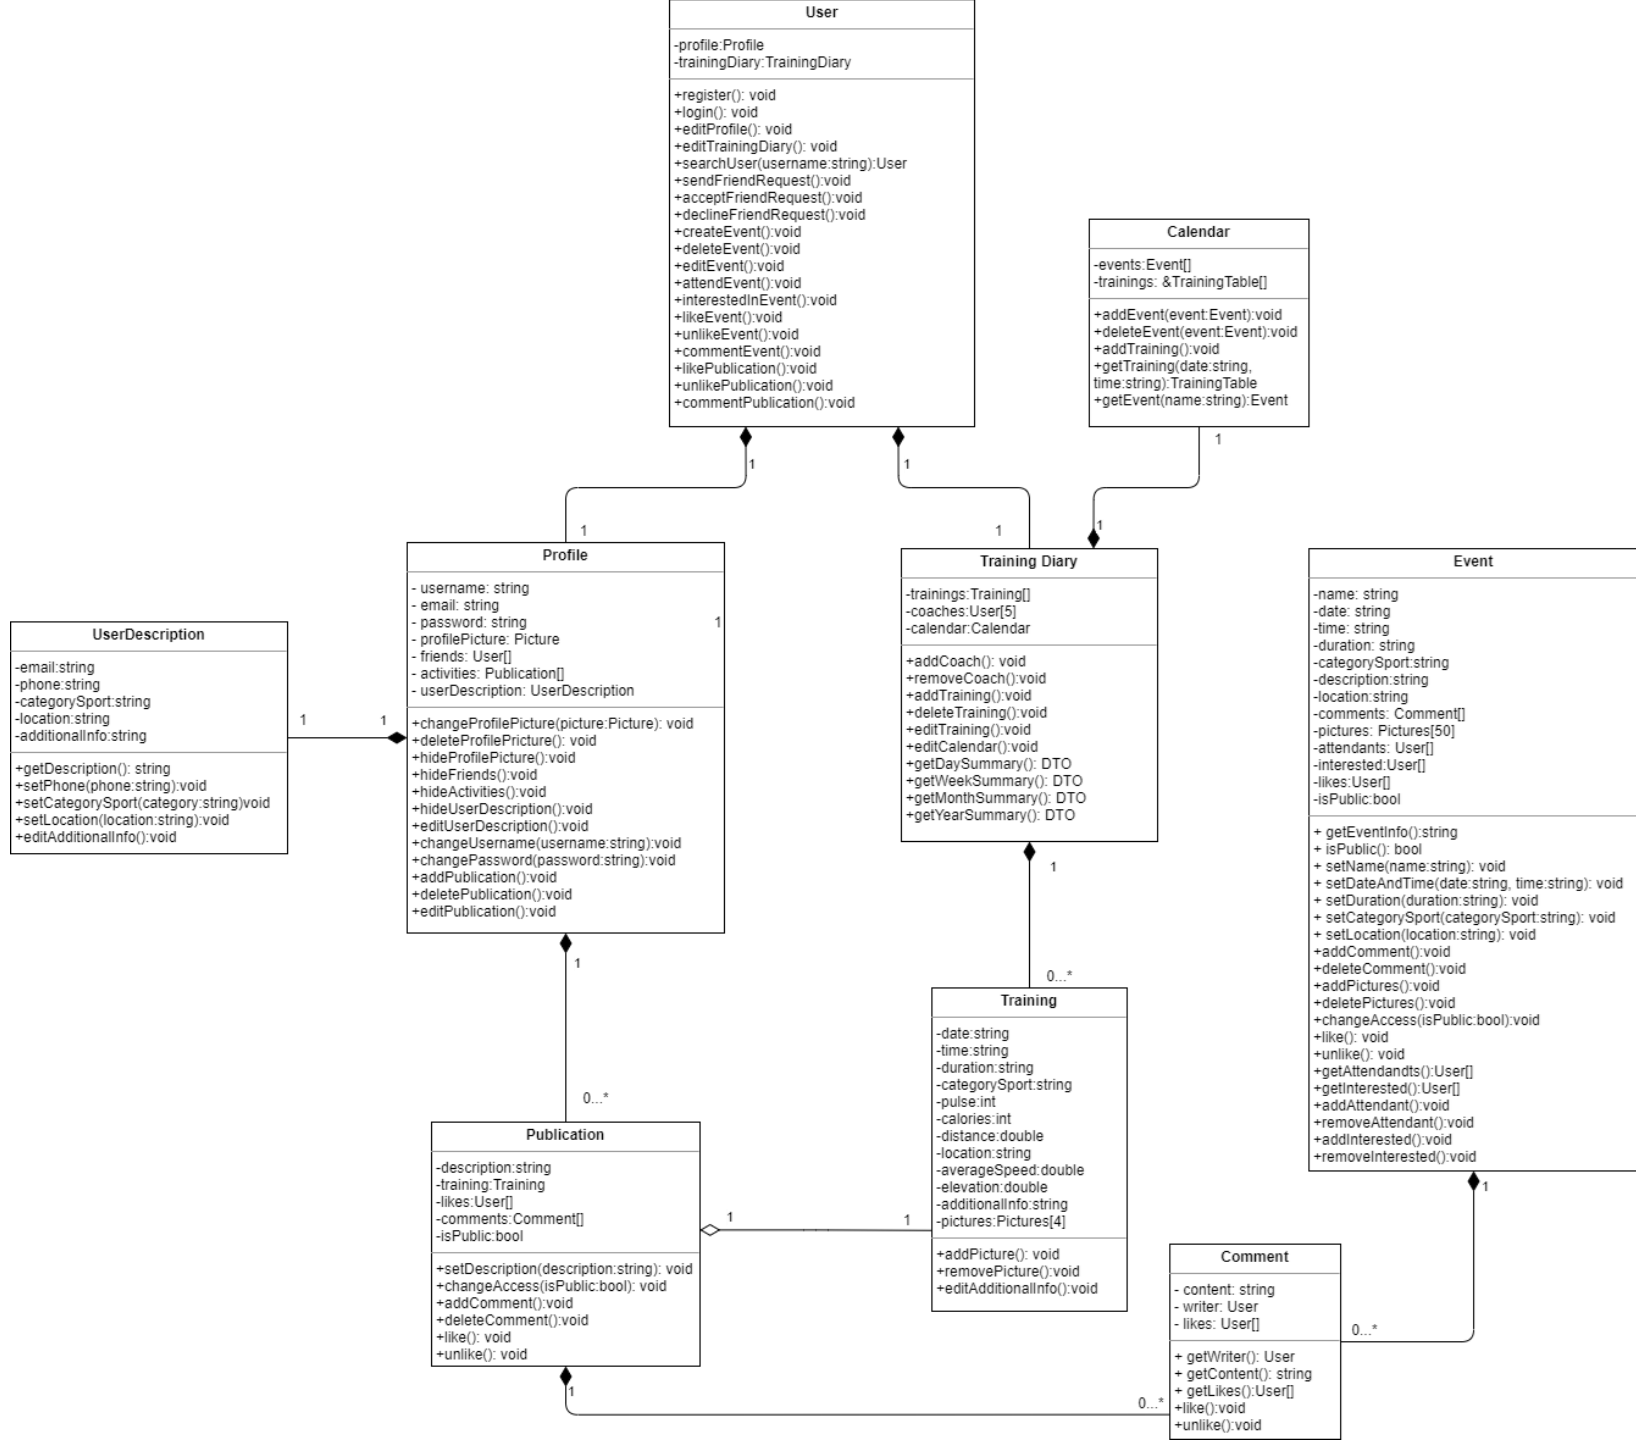 User
-profile:Profile
-trainingDiary:TrainingDiary
+register(): void
+login(): void
+editProfile(): void
+editTrainingDiary(): void
+searchUser(username:string):User
+sendFriendRequest():void
+acceptFriendRequest():void
+declineFriendRequest():void
+createEvent():void
+deleteEvent():void
+editEvent():void
+attendEvent():void
+interestedInEvent():void
+likeEvent():void
+unlikeEvent():void
+commentEvent():void
+likePublication():void
+unlikePublication():void
+commentPublication():void
1
1
Calendar
-events:Event[]
-trainings: &TrainingTable[]
+addEvent(event:Event):void
+deleteEvent(event:Event):void
+addTraining():void
+getTraining(date:string,
time:string):TrainingTable
+getEvent(name:string):Event
1
1
1
1
Profile
- username: string
- email: string
- password: string
1
- profilePicture: Picture
- friends: User[]
- activities: Publication[]
- userDescription: UserDescription
+changeProfilePicture(picture:Picture): void
+deleteProfilePricture(): void
+hideProfilePicture():void
+hideFriends():void
+hideActivities():void
+hideUserDescription():void
+editUserDescription():void
+changeUsername(username:string):void
+changePassword(password:string):void
+addPublication():void
+deletePublication():void
+editPublication():void
1
0...*
UserDescription
-email:string
-phone:string
-categorySport:string
-location:string
-additionalInfo:string
+getDescription(): string
+setPhone(phone:string):void
+setCategorySport(category:string)void
+setLocation(location:string):void
+editAdditionalInfo():void
1
1
Training Diary
-trainings:Training[]
-coaches:User[5]
-calendar:Calendar
+addCoach(): void
+removeCoach():void
+addTraining():void
+deleteTraining():void
+editTraining():void
+editCalendar():void
+getDaySummary(): DTO
+getWeekSummary(): DTO
+getMonthSummary(): DTO
+getYearSummary(): DTO
1
0...*
Event
-name: string
-date: string
-time: string
-duration: string
-categorySport:string
-description:string
-location:string
-comments: Comment[]
-pictures: Pictures[50]
-attendants: User[]
-interested:User[]
-likes:User[]
-isPublic:bool
+ getEventInfo():string
+ isPublic(): bool
+ setName(name:string): void
+ setDateAndTime(date:string, time:string): void
+ setDuration(duration:string): void
+ setCategorySport(categorySport:string): void
+ setLocation(location:string): void
+addComment():void
+deleteComment():void
+addPictures():void
+deletePictures():void
+changeAccess(isPublic:bool):void
+like(): void
+unlike(): void
+getAttendandts():User[]
+getInterested():User[]
+addAttendant():void
+removeAttendant():void
+addInterested():void
+removeInterested():void
1
0...*
Publication
-description:string
-training:Training
-likes:User[]
-comments:Comment[]
-isPublic:bool
+setDescription(description:string): void
+changeAccess(isPublic:bool): void
+addComment():void
+deleteComment():void
+like(): void
+unlike(): void
1
1
1
0...*
Training
-date:string
-time:string
-duration:string
-categorySport:string
-pulse:int
-calories:int
-distance:double
-location:string
-averageSpeed:double
-elevation:double
-additionalInfo:string
-pictures:Pictures[4]
+addPicture(): void
+removePicture():void
+editAdditionalInfo():void
Comment
- content: string
- writer: User
- likes: User[]
+ getWriter(): User
+ getContent(): string
+ getLikes():User[]
+like():void
+unlike():void